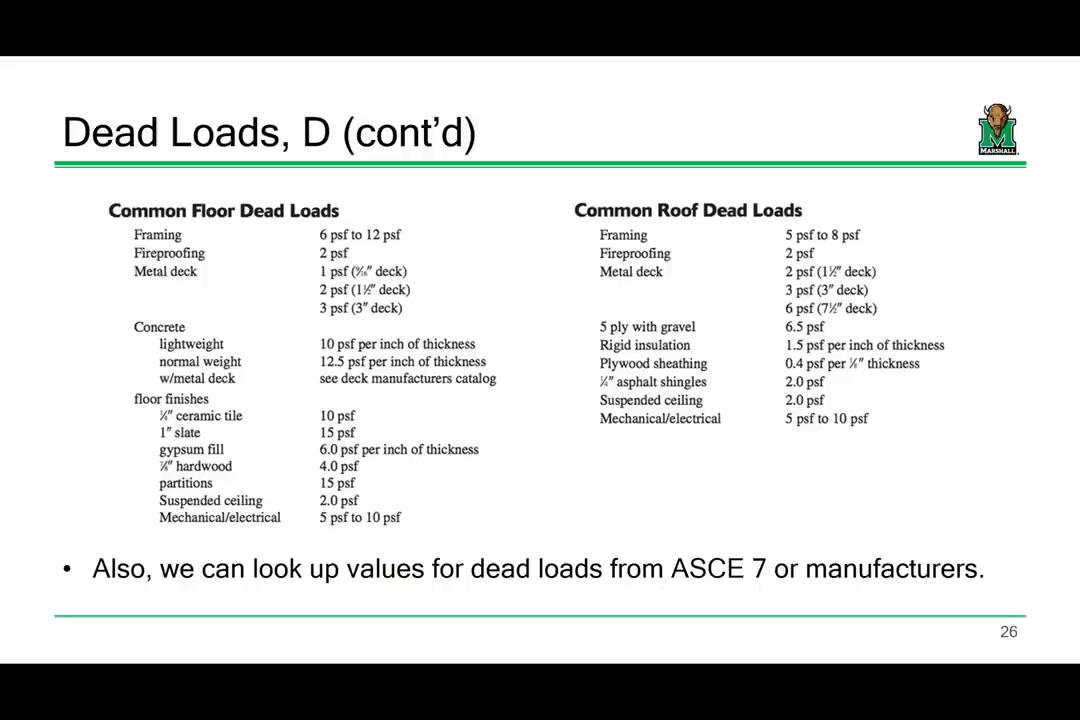 Dead Loads, D (cont'd)
MARSHALL
Common Floor Dead Loads
Framing 6 psf to 12 psf
Fireproofing 2 psf
Metal deck 1 psf (9/16" deck)
2 psf (1½" deck)
3 psf (3" deck)
Concrete
lightweight 10 psf per inch of thickness
normal weight 12.5 psf per inch of thickness
w/metal deck see deck manufacturers catalog
floor finishes
¼" ceramic tile 10 psf
1" slate 15 psf
gypsum fill 6.0 psf per inch of thickness
hardwood 4.0 psf
partitions 15 psf
Suspended ceiling 2.0 psf
Mechanical/electrical 5 psf to 10 psf
Common Roof Dead Loads
Framing 5 psf to 8 psf
Fireproofing 2 psf
Metal deck 2 psf (1½" deck)
3 psf (3" deck)
6 psf (7½" deck)
5 ply with gravel 6.5 psf
Rigid insulation 1.5 psf per inch of thickness
Plywood sheathing 0.4 psf per ⅛" thickness
¼" asphalt shingles 2.0 psf
Suspended ceiling 2.0 psf
Mechanical/electrical 5 psf to 10 psf
• Also, we can look up values for dead loads from ASCE 7 or manufacturers.
26